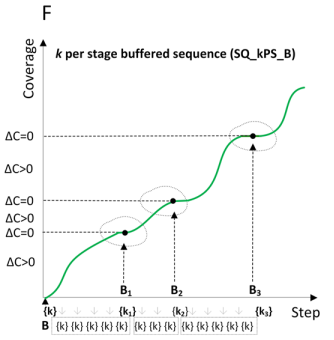 F
k per stage buffered sequence (SQ_kPS_B)
Coverage
ΔC=0
ΔC>0
ΔC=0
ΔC>0
ΔC=0
ΔC>0
B₁ B₂ B₃
{k} {k₁} {k₂} {k₃} Step
B {k} {k} {k} {k} {k} {k} {k} {k} {k} {k} {k} {k} {k}